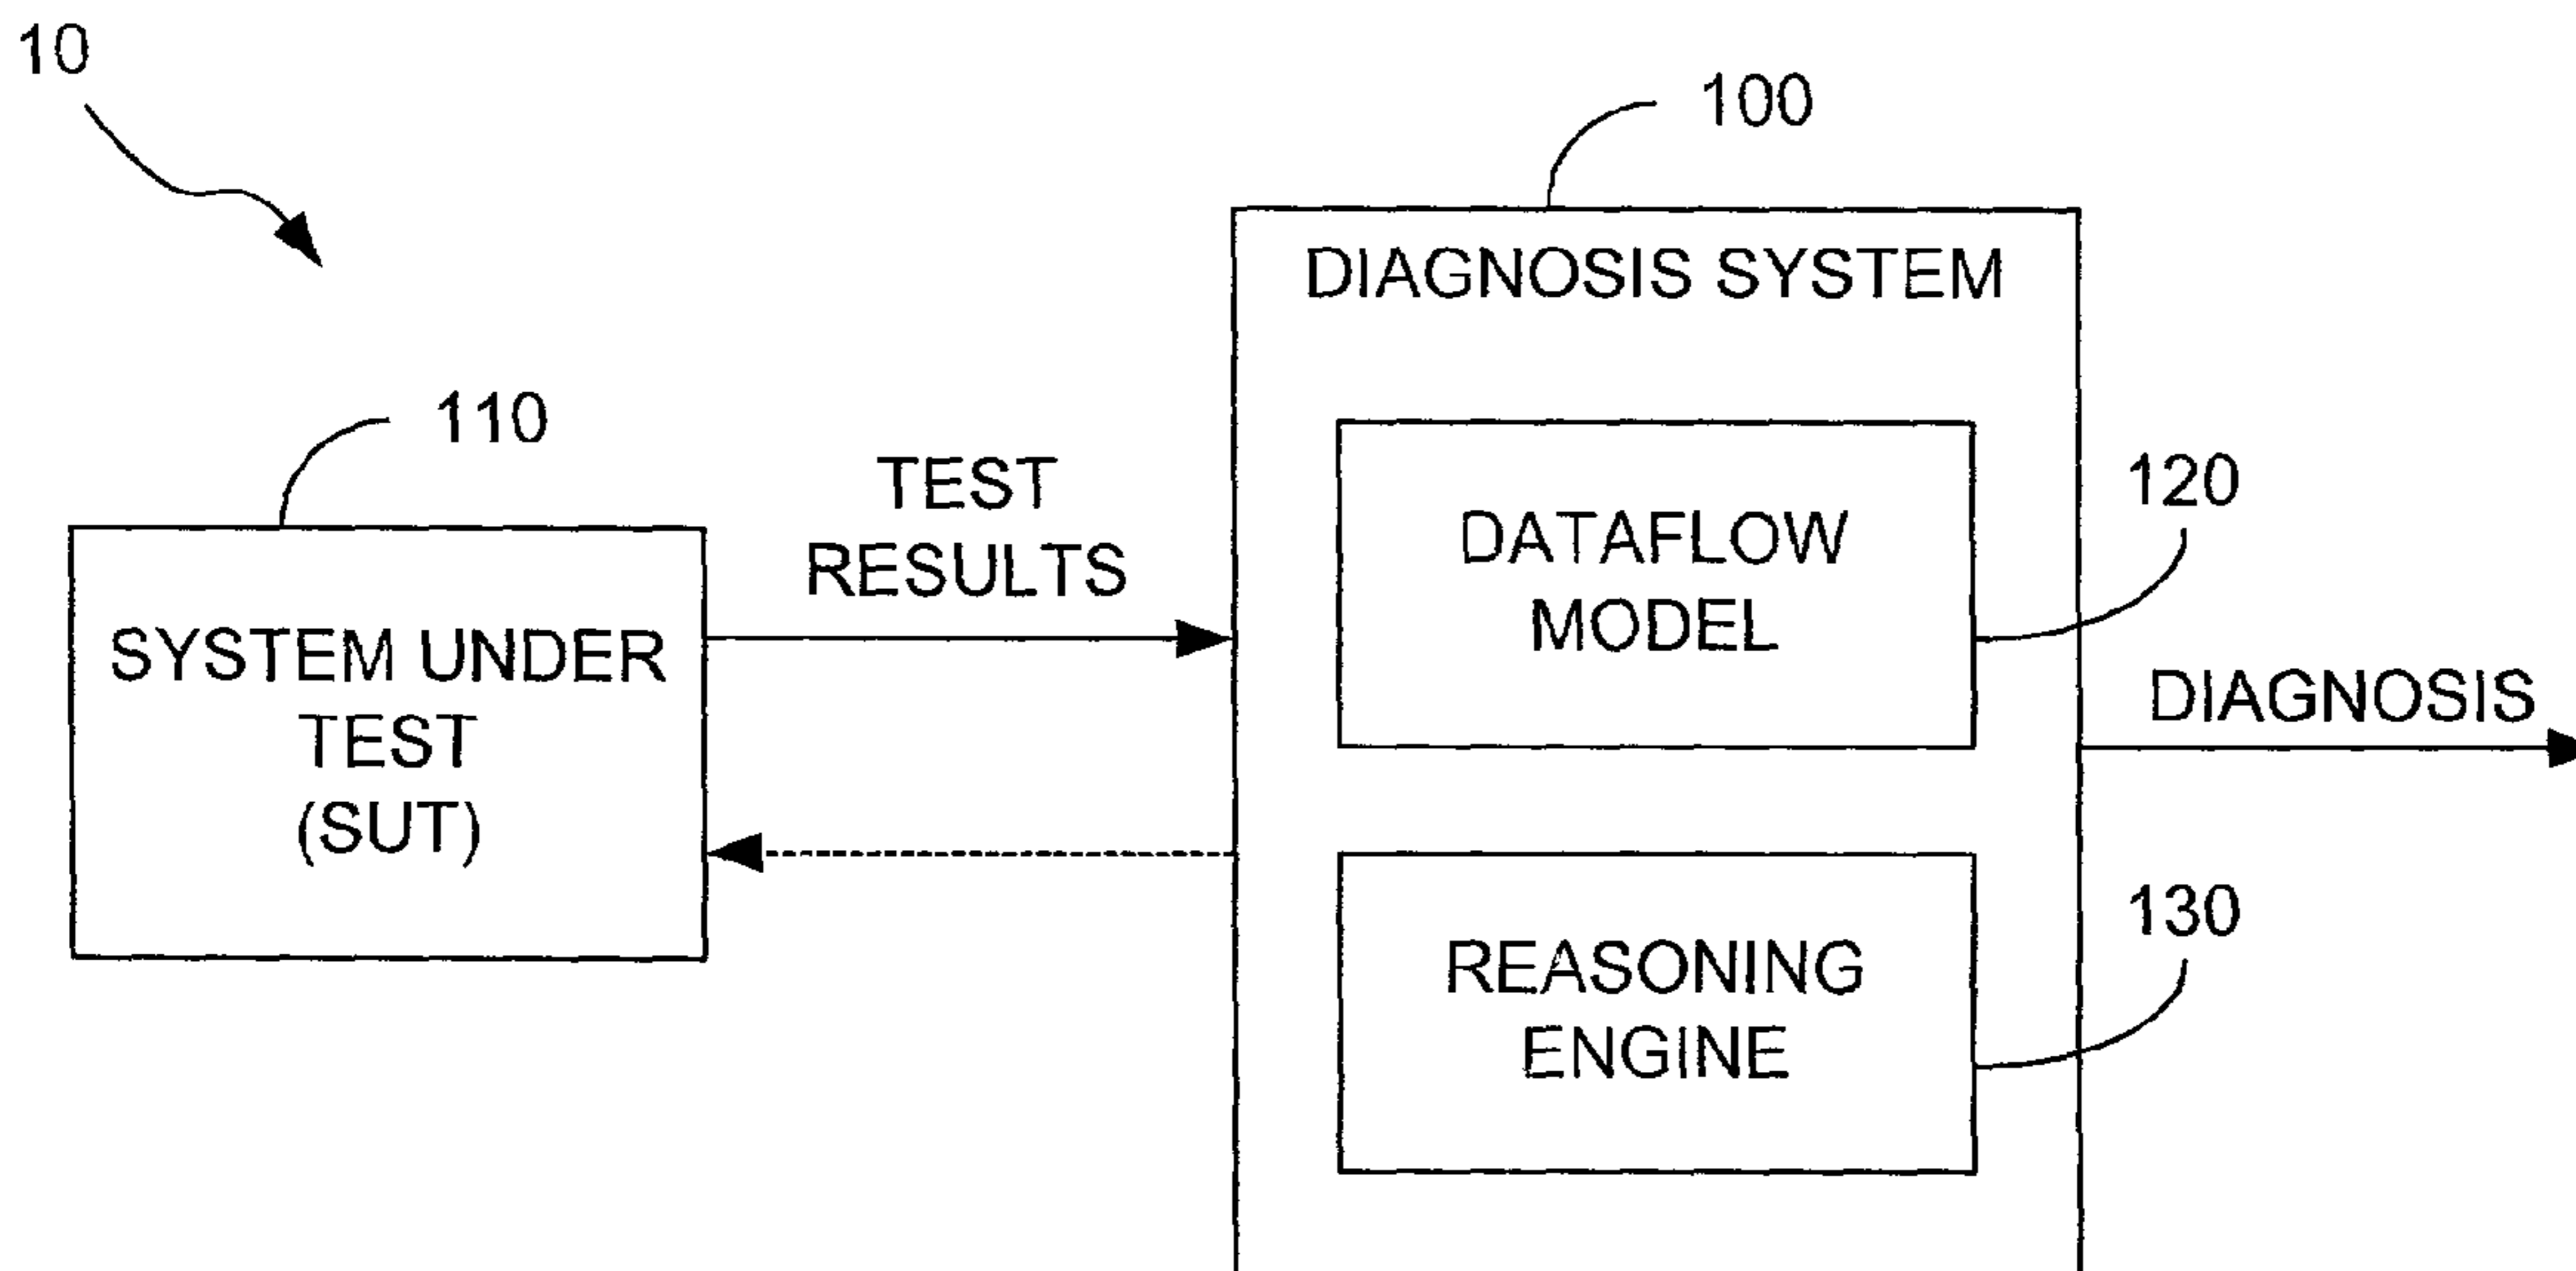 10
100
DIAGNOSIS SYSTEM
110
TEST
RESULTS
120
DATAFLOW
MODEL
SYSTEM UNDER
TEST
(SUT)
DIAGNOSIS
130
REASONING
ENGINE